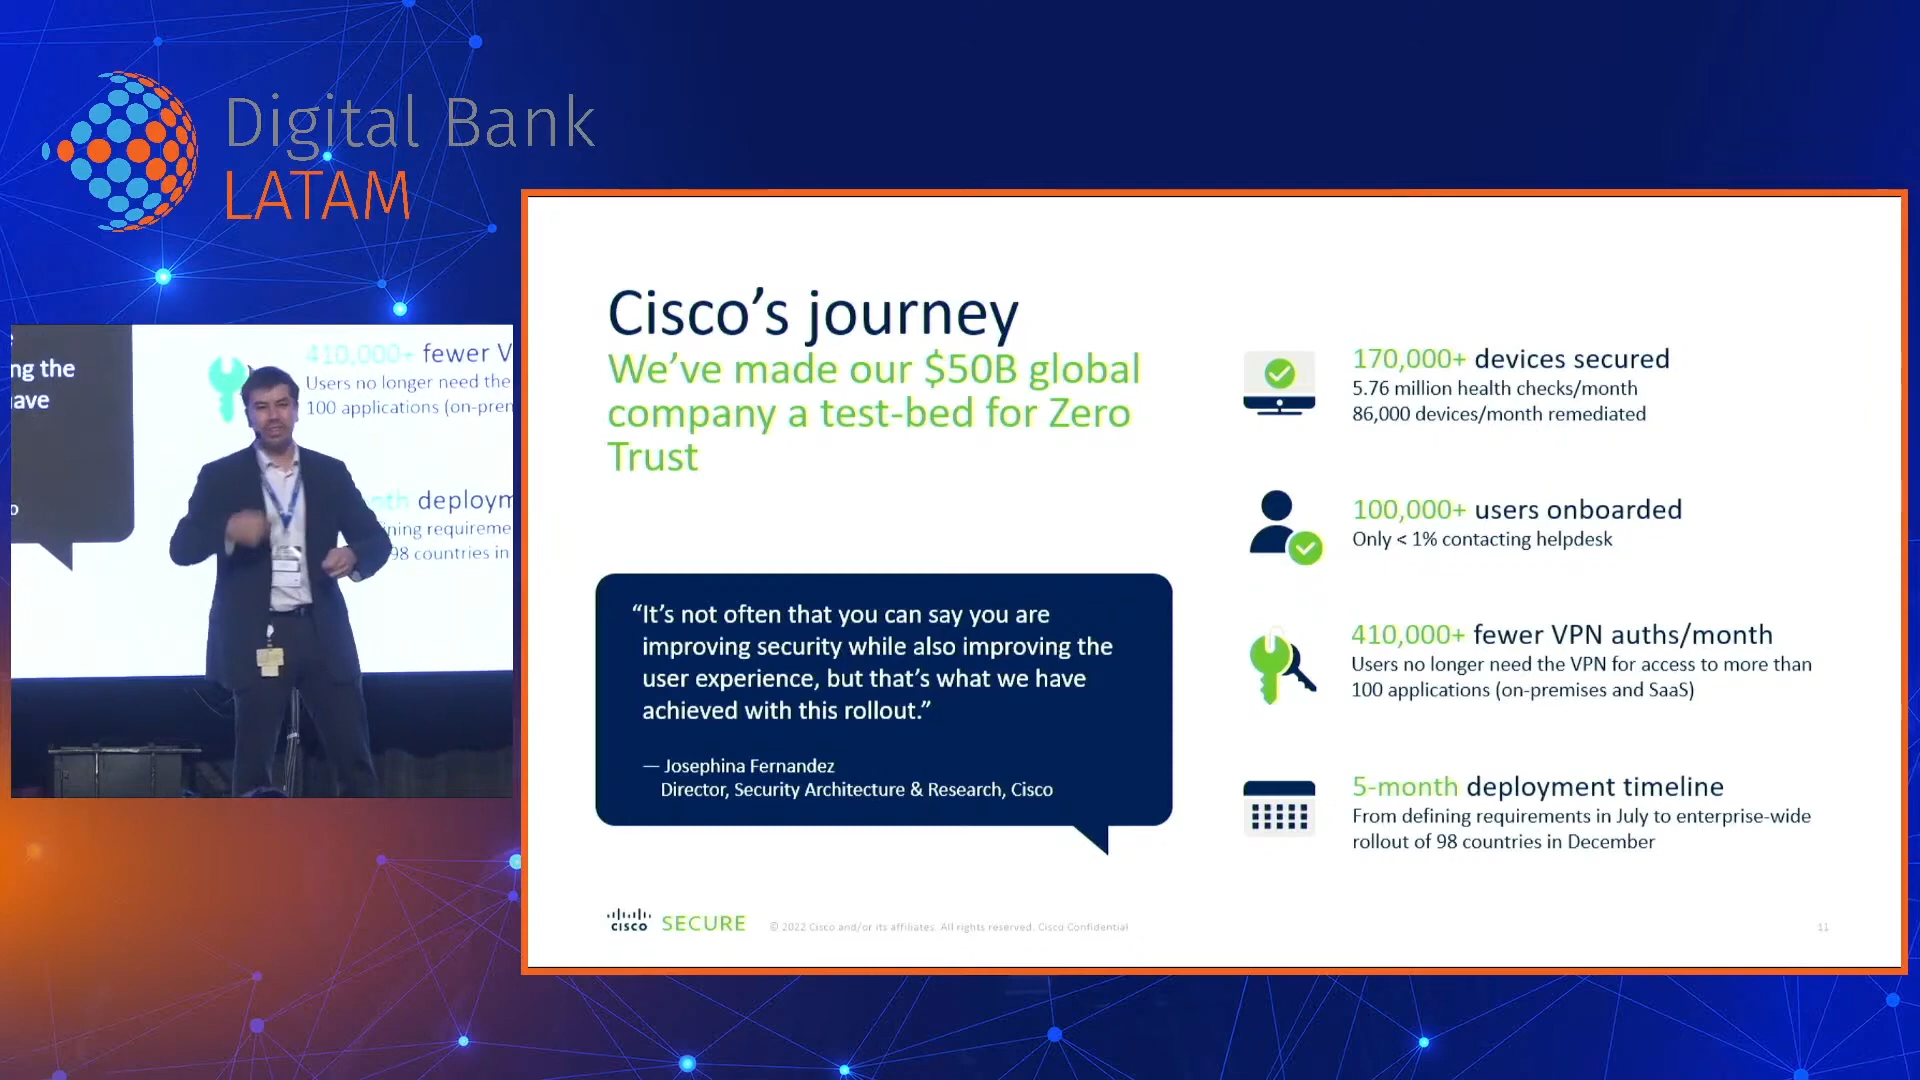 Digital Bank
LATAM
ng the
ave
410,000+ fewer V
Users no longer need the
100 applications (on-prem
nth deploym
ining requireme
98 countries in
Cisco’s journey
We’ve made our $50B global
company a test-bed for Zero
Trust
“It’s not often that you can say you are
improving security while also improving the
user experience, but that’s what we have
achieved with this rollout.”
— Josephina Fernandez
Director, Security Architecture & Research, Cisco
170,000+ devices secured
5.76 million health checks/month
86,000 devices/month remediated
100,000+ users onboarded
Only < 1% contacting helpdesk
410,000+ fewer VPN auths/month
Users no longer need the VPN for access to more than
100 applications (on-premises and SaaS)
5-month deployment timeline
From defining requirements in July to enterprise-wide
rollout of 98 countries in December
cisco SECURE © 2022 Cisco and/or its affiliates. All rights reserved. Cisco Confidential
11